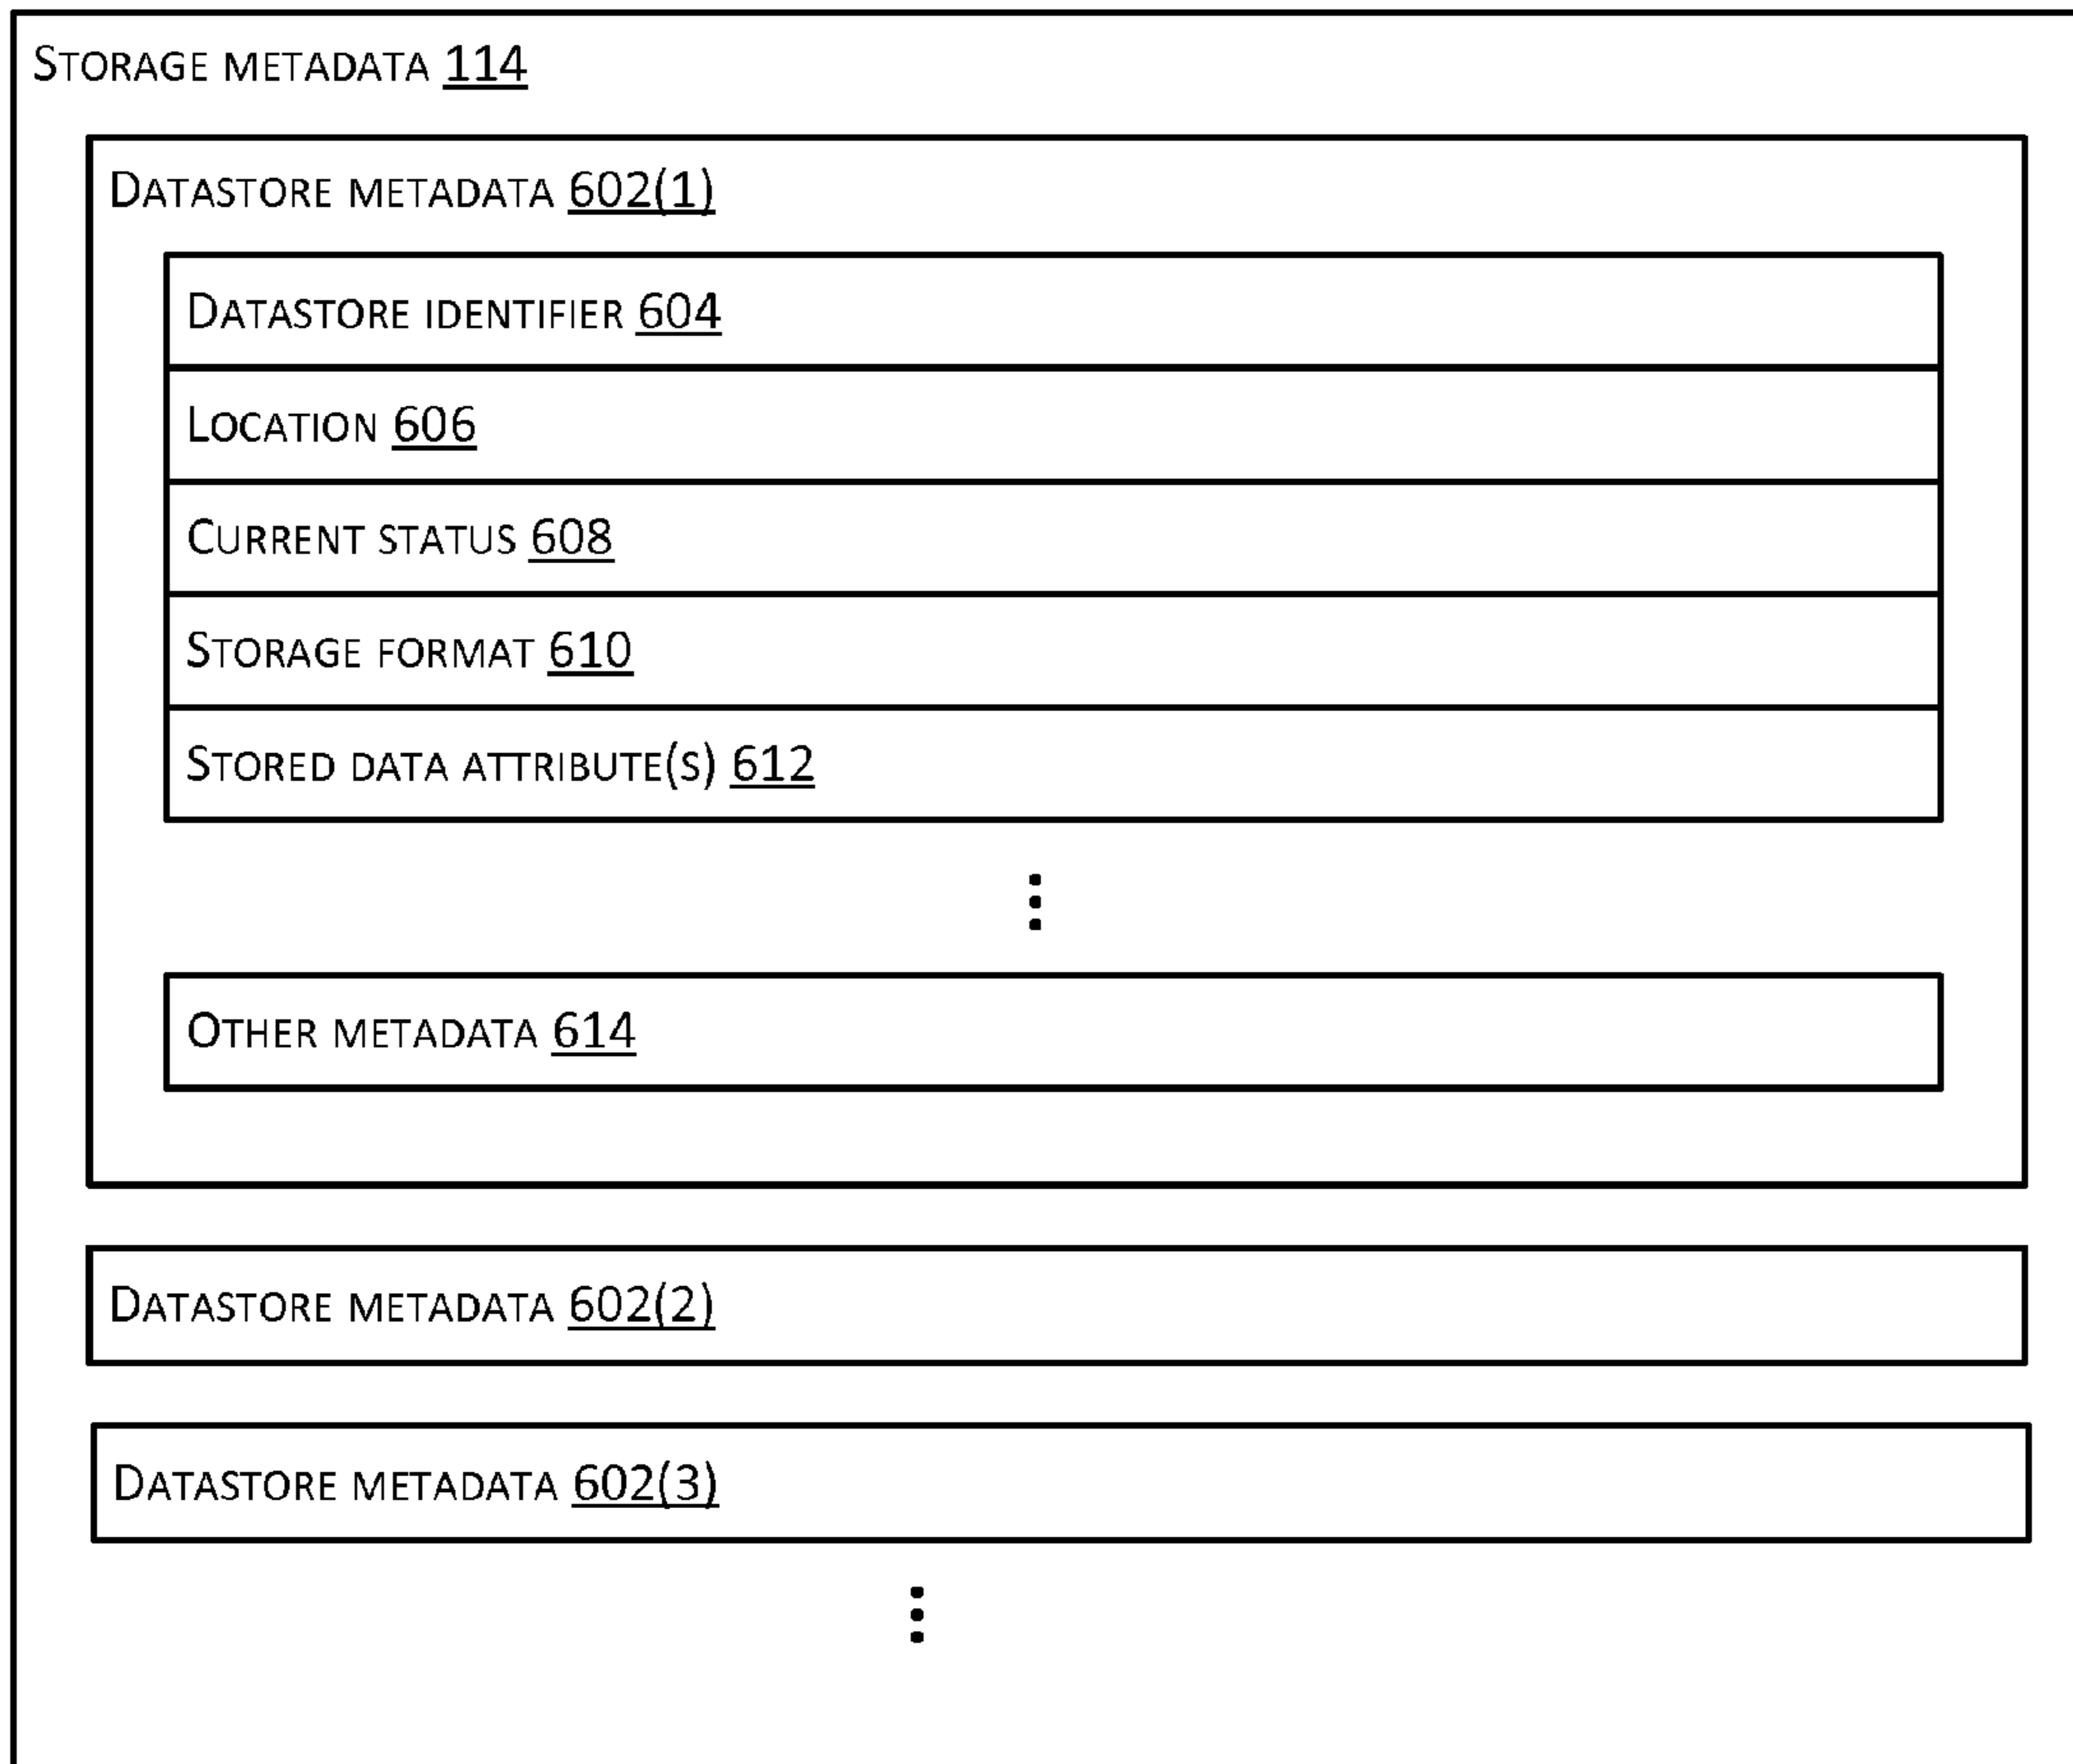 Storage metadata 114
Datastore metadata 602(1)
Datastore identifier 604
Location 606
Current status 608
Storage format 610
Stored data attribute(s) 612
Other metadata 614
Datastore metadata 602(2)
Datastore metadata 602(3)